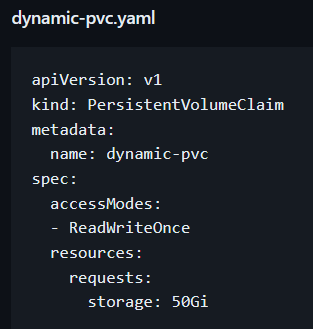 dynamic-pvc.yaml
apiVersion: v1
kind: PersistentVolumeClaim
metadata:
  name: dynamic-pvc
spec:
  accessModes:
  - ReadWriteOnce
  resources:
    requests:
      storage: 50Gi